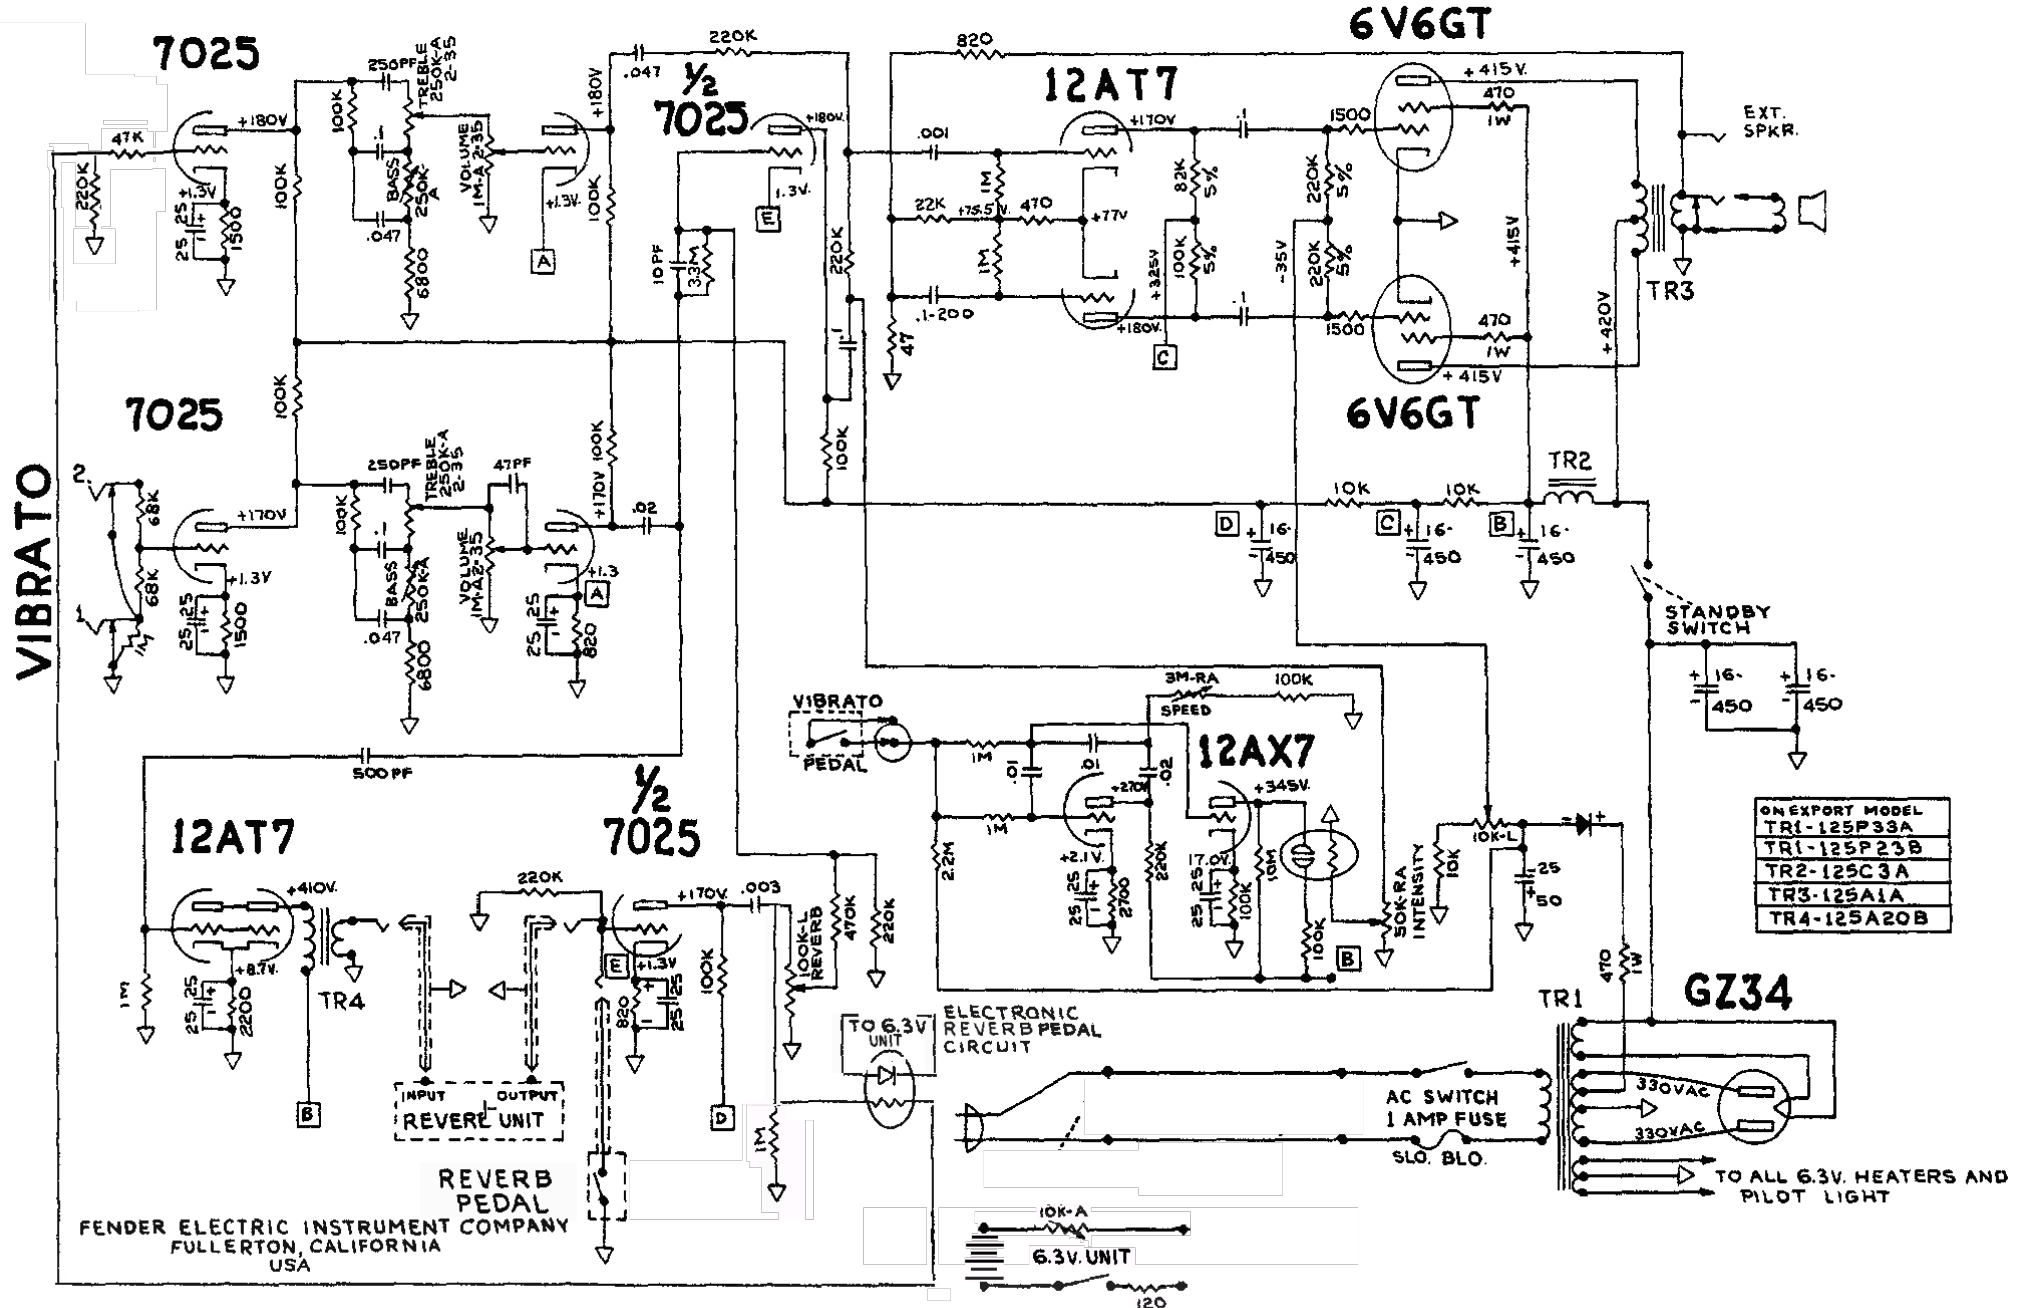 7025
250PF
TREBLE
250K-A
2-35
100K
47K
+180V
.1
BASS
250K
A
VOLUME
1M-A2-35
220K
+1.3V
25 25
1500
100K
.047
6800
+180V
.047
220K
½
7025
+180V.
+1.3V.
A
100K
1.3V.
E
10PF
3.3M
220K
.1
100K
820
12AT7
.001
+170V
.1
1500
1M
82K
5%
220K
5%
22K
+75.5 V.
470
+77V
1M
+325V
100K
5%
-35V
220K
5%
.1-200
+180V.
.1
1500
47
C
6V6GT
+415V.
470
1W
+415V
470
1W
+415V
6V6GT
+420V
EXT.
SPKR.
TR3
TR2
VIBRATO
7025
100K
2.
68K
68K
1.
+170V
+1.3V
25 25
1500
250PF
TREBLE
250K-A
2-35
100K
.1
BASS
250K-A
.047
6800
47PF
VOLUME
1M-A2-35
100K
+170V
.02
+1.3
A
25 25
820
D
16-
450
10K
C
16-
450
10K
B
16-
450
STANDBY
SWITCH
16-
450
16-
450
500PF
12AT7
+410V.
+8.7V.
1M
25 25
2200
TR4
B
INPUT
OUTPUT
REVERB UNIT
½
7025
220K
+170V
.003
E
+1.3V
820
25 25
100K
D
100K-L
REVERB
470K
220K
1M
REVERB
PEDAL
VIBRATO
PEDAL
1M
.01
.01
1M
2.2M
3M-RA
SPEED
100K
.02
12AX7
+270V
+345V.
+2.1V.
25 25
2700
220K
17.0V.
25 25
100K
10M
100K
B
50K-RA
INTENSITY
10K
10K-L
25
50
470
1W
ON EXPORT MODEL
TR1-125P33A
TR1-125P23B
TR2-125C3A
TR3-125A1A
TR4-125A20B
TO 6.3V
UNIT
ELECTRONIC
REVERB PEDAL
CIRCUIT
AC SWITCH
1 AMP FUSE
SLO. BLO.
TR1
GZ34
330VAC
330VAC
TO ALL 6.3V. HEATERS AND
PILOT LIGHT
10K-A
6.3V. UNIT
120
FENDER ELECTRIC INSTRUMENT COMPANY
FULLERTON, CALIFORNIA
USA